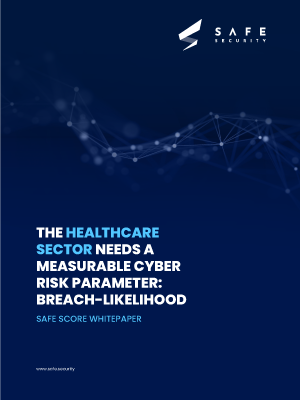 SAFE
SECURITY
THE HEALTHCARE
SECTOR NEEDS A
MEASURABLE CYBER
RISK PARAMETER:
BREACH-LIKELIHOOD
SAFE SCORE WHITEPAPER
www.safe.security